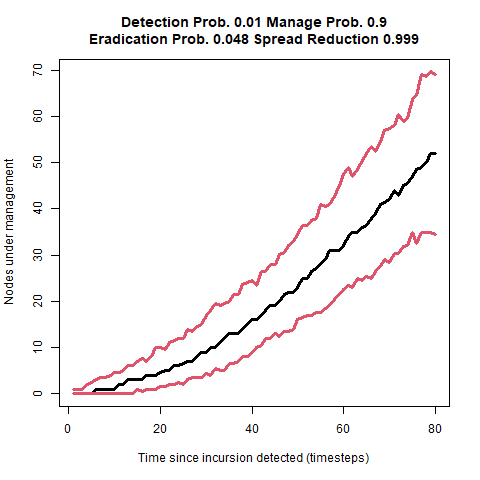 Detection Prob. 0.01 Manage Prob. 0.9
Eradication Prob. 0.048 Spread Reduction 0.999
Nodes under management
70
60
50
40
30
20
10
0
0 20 40 60 80
Time since incursion detected (timesteps)